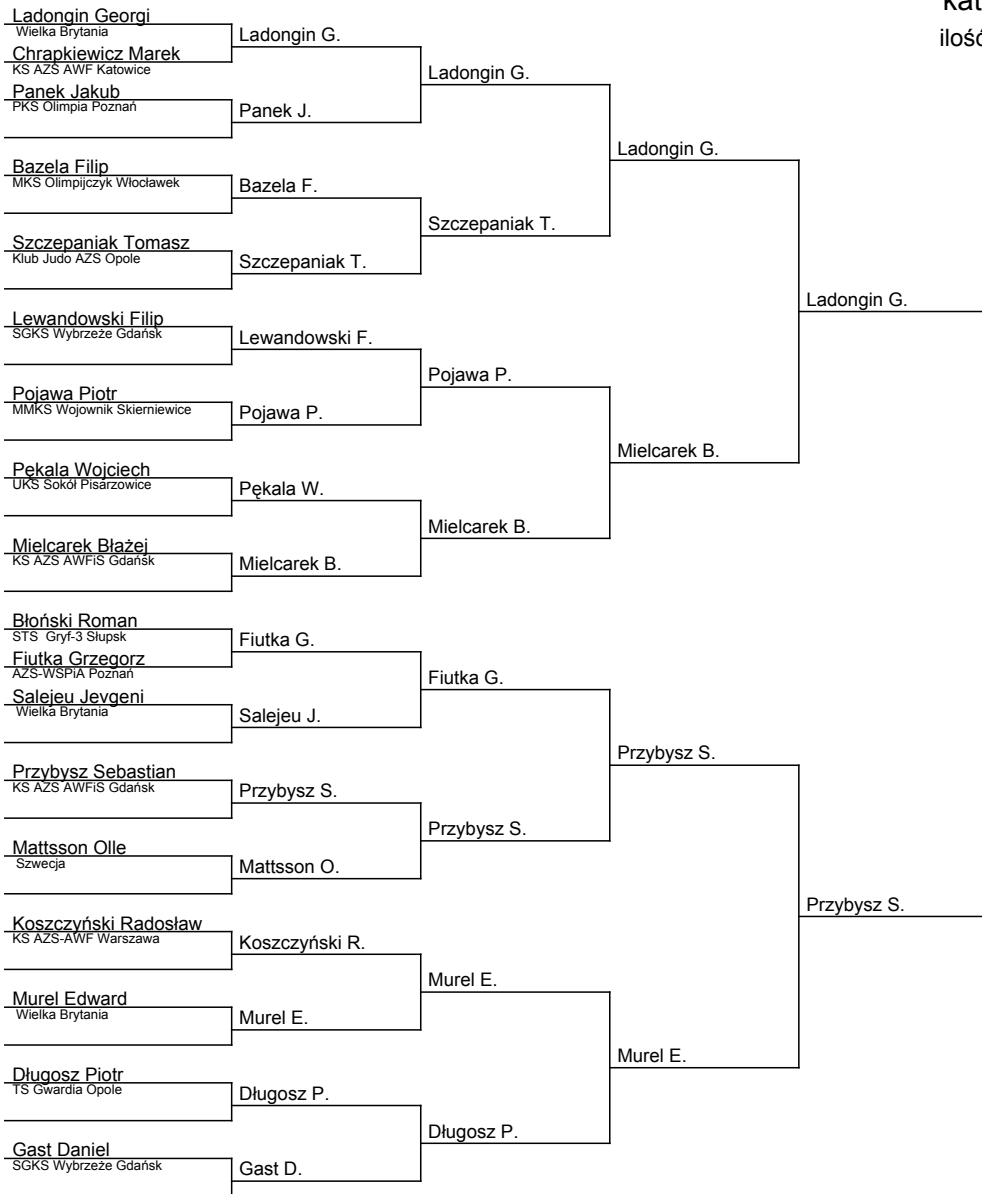 kat
ilość
Ladongin Georgi
Wielka Brytania
Chrapkiewicz Marek
KS AZS AWF Katowice
Panek Jakub
PKS Olimpia Poznań
Bazela Filip
MKS Olimpijczyk Włocławek
Szczepaniak Tomasz
Klub Judo AZS Opole
Lewandowski Filip
SGKS Wybrzeże Gdańsk
Pojawa Piotr
MMKS Wojownik Skierniewice
Pękala Wojciech
UKS Sokół Pisarzowice
Mielcarek Błażej
KS AZS AWFiS Gdańsk
Błoński Roman
STS Gryf-3 Słupsk
Fiutka Grzegorz
AZS-WSPiA Poznań
Salejeu Jevgeni
Wielka Brytania
Przybysz Sebastian
KS AZS AWFiS Gdańsk
Mattsson Olle
Szwecja
Koszczyński Radosław
KS AZS-AWF Warszawa
Murel Edward
Wielka Brytania
Długosz Piotr
TS Gwardia Opole
Gast Daniel
SGKS Wybrzeże Gdańsk
Ladongin G.
Panek J.
Bazela F.
Szczepaniak T.
Lewandowski F.
Pojawa P.
Pękala W.
Mielcarek B.
Fiutka G.
Salejeu J.
Przybysz S.
Mattsson O.
Koszczyński R.
Murel E.
Długosz P.
Gast D.
Ladongin G.
Szczepaniak T.
Pojawa P.
Mielcarek B.
Fiutka G.
Przybysz S.
Murel E.
Długosz P.
Ladongin G.
Mielcarek B.
Przybysz S.
Murel E.
Ladongin G.
Przybysz S.